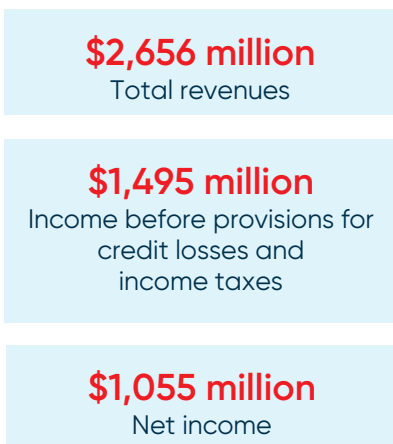 $2,656 million
Total revenues
$1,495 million
Income before provisions for
credit losses and
income taxes
$1,055 million
Net income